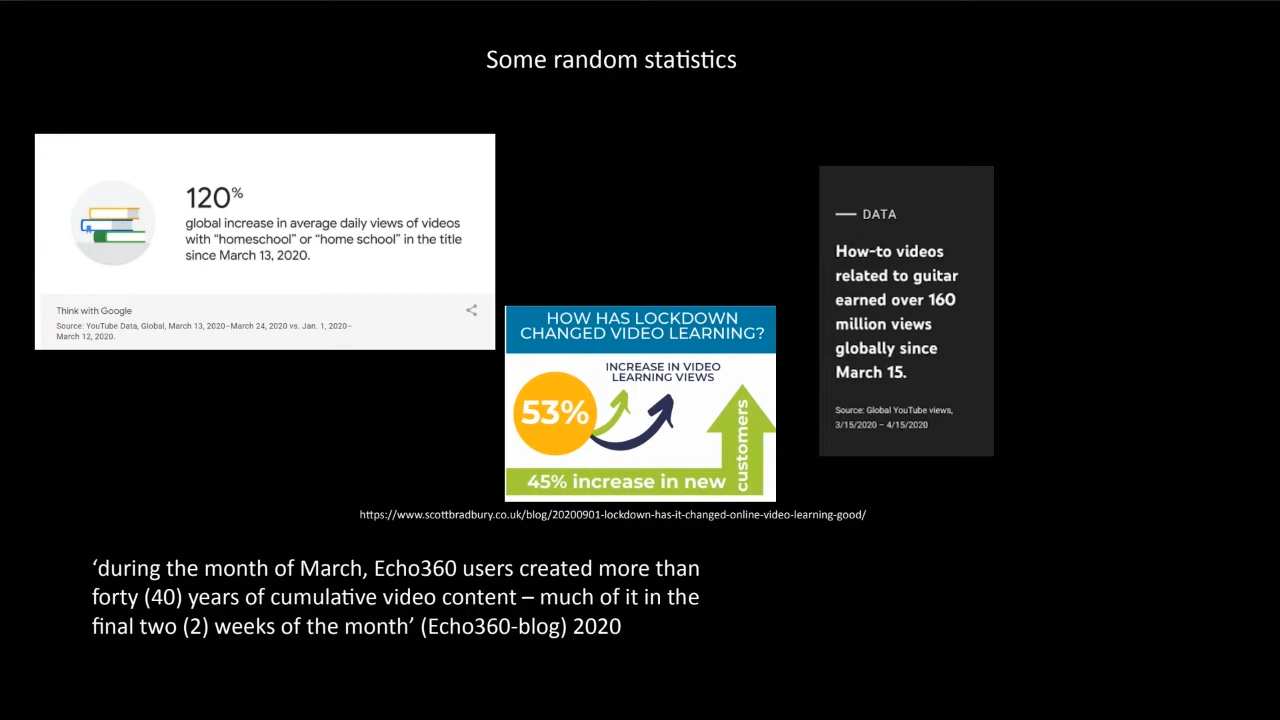 Some random statistics
120%
global increase in average daily views of videos
with “homeschool” or “home school” in the title
since March 13, 2020.
Think with Google
Source: YouTube Data, Global, March 13, 2020–March 24, 2020 vs. Jan. 1, 2020–
March 12, 2020.
HOW HAS LOCKDOWN
CHANGED VIDEO LEARNING?
INCREASE IN VIDEO
LEARNING VIEWS
53%
customers
45% increase in new
DATA
How-to videos
related to guitar
earned over 160
million views
globally since
March 15.
Source: Global YouTube views,
3/15/2020 – 4/15/2020
https://www.scottbradbury.co.uk/blog/20200901-lockdown-has-it-changed-online-video-learning-good/
‘during the month of March, Echo360 users created more than
forty (40) years of cumulative video content – much of it in the
final two (2) weeks of the month’ (Echo360-blog) 2020